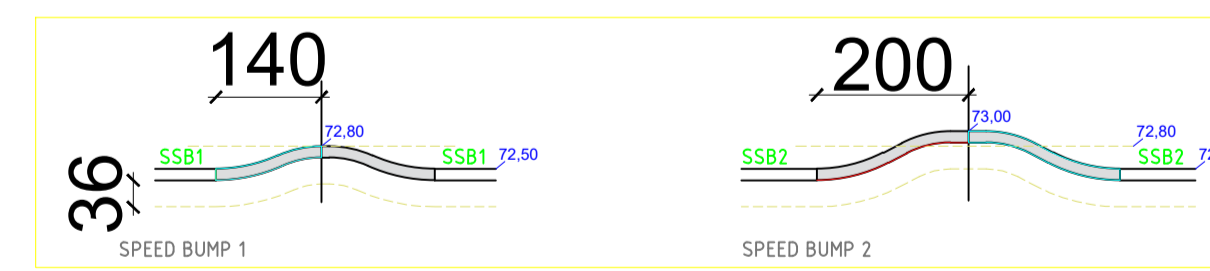 140
72,80
SSB1
SSB1
72,50
36
SPEED BUMP 1
200
73,00
72,80
SSB2
SSB2
SPEED BUMP 2